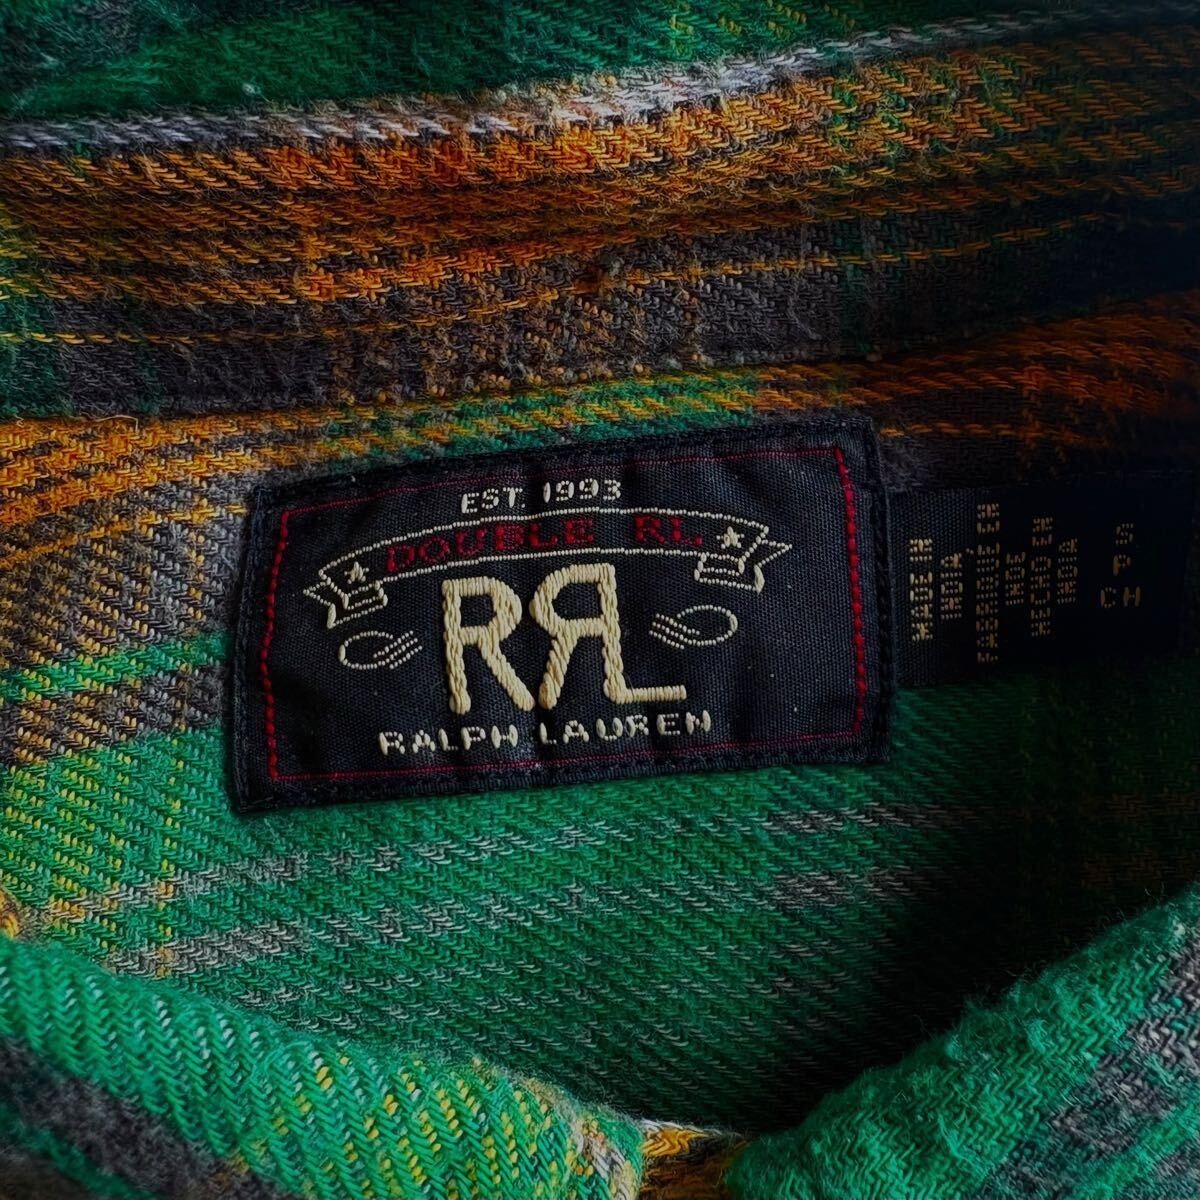 EST. 1993
DOUBLE RL
RRL
RALPH LAUREN
MADE IN
INDIA
FABRIQUE EN
INDE
HECHO EN
INDIA
S
P
CH